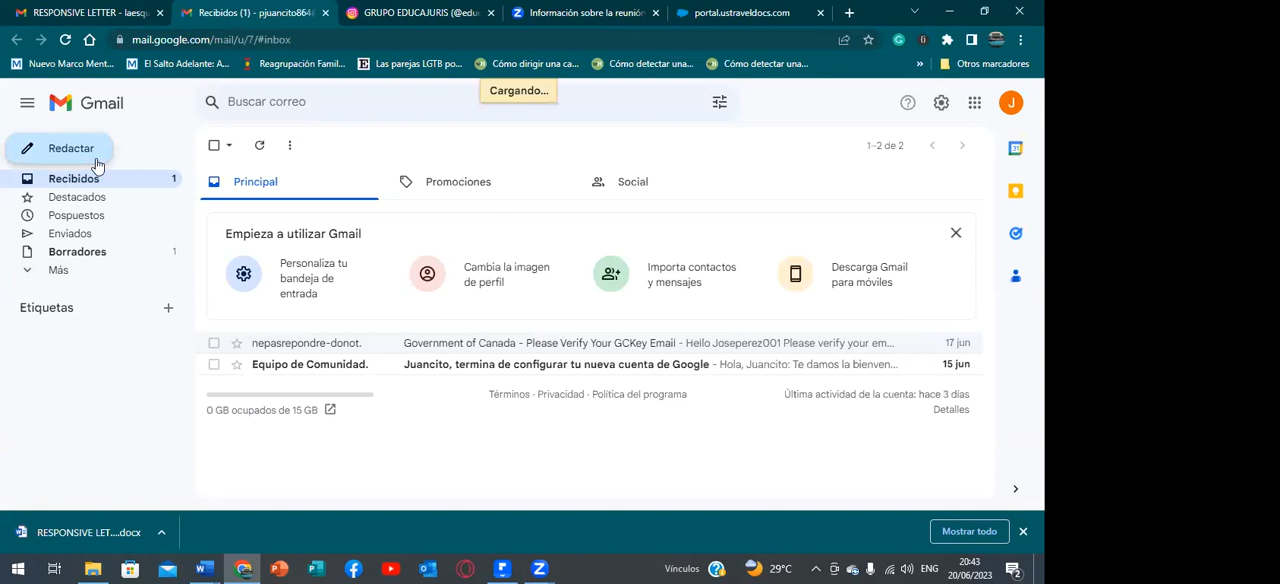 RESPONSIVE LETTER - laesqu
Recibidos (1) - pjuancito864
GRUPO EDUCAJURIS (@edu
Información sobre la reunión
portal.ustraveldocs.com
mail.google.com/mail/u/7/#inbox
Nuevo Marco Ment...
El Salto Adelante: A...
Reagrupación Famil...
Las parejas LGTB po...
Cómo dirigir una ca...
Cómo detectar una...
Cómo detectar una...
»
Otros marcadores
Cargando...
Gmail
Buscar correo
J
Redactar
1-2 de 2
Recibidos 1
Destacados
Pospuestos
Enviados
Borradores 1
Más
Etiquetas
Principal
Promociones
Social
Empieza a utilizar Gmail
Personaliza tu
bandeja de
entrada
Cambia la imagen
de perfil
Importa contactos
y mensajes
Descarga Gmail
para móviles
nepasrepondre-donot. Government of Canada - Please Verify Your GCKey Email - Hello Joseperez001 Please verify your em... 17 jun
Equipo de Comunidad. Juancito, termina de configurar tu nueva cuenta de Google - Hola, Juancito: Te damos la bienven... 15 jun
0 GB ocupados de 15 GB
Términos · Privacidad · Política del programa
Última actividad de la cuenta: hace 3 días
Detalles
RESPONSIVE LET....docx
Mostrar todo
Vínculos
29°C
ENG
20:43
20/06/2023
2